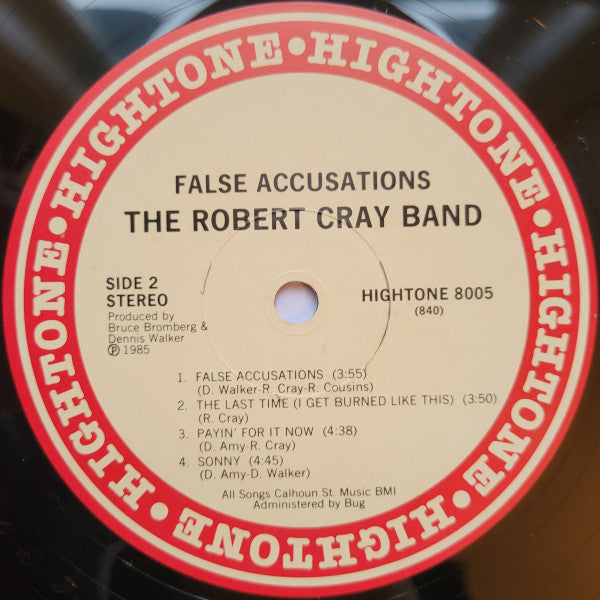 HIGHTONE • HIGHTONE • HIGHTONE • HIGHTONE • HIGHTONE • HIGHTONE •
FALSE ACCUSATIONS
THE ROBERT CRAY BAND
SIDE 2
STEREO
Produced by
Bruce Bromberg &
Dennis Walker
Ⓟ 1985
HIGHTONE 8005
(840)
1. FALSE ACCUSATIONS (3:55)
(D. Walker-R. Cray-R. Cousins)
2. THE LAST TIME (I GET BURNED LIKE THIS) (3:50)
(R. Cray)
3. PAYIN' FOR IT NOW (4:38)
(D. Amy-R. Cray)
4. SONNY (4:45)
(D. Amy-D. Walker)
All Songs Calhoun St. Music BMI
Administered by Bug